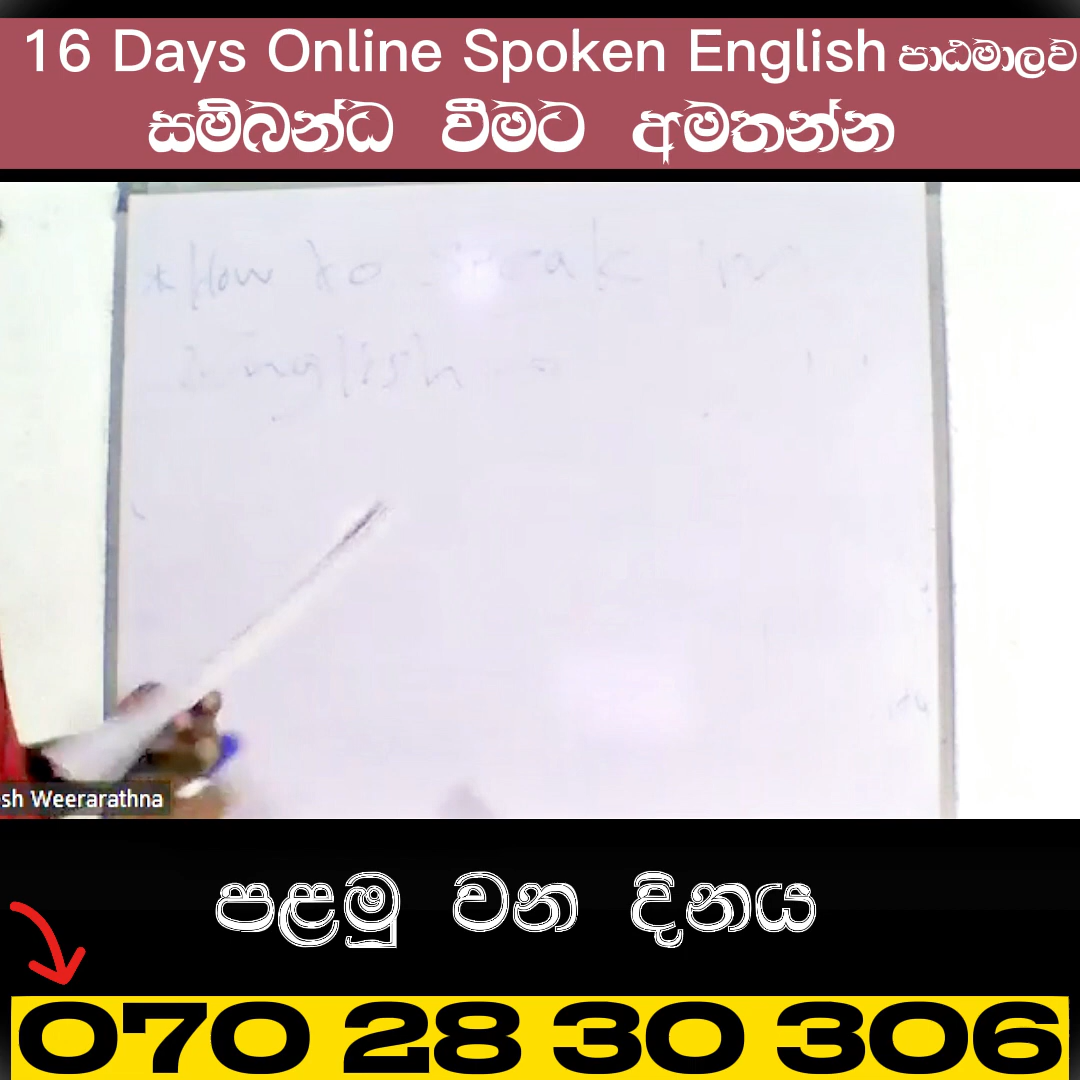 16 Days Online Spoken English පාඨමාලව
සම්බන්ධ වීමට අමතන්න
* How to speak in
English
sh Weerarathna
පළමු වන දිනය
070 28 30 306